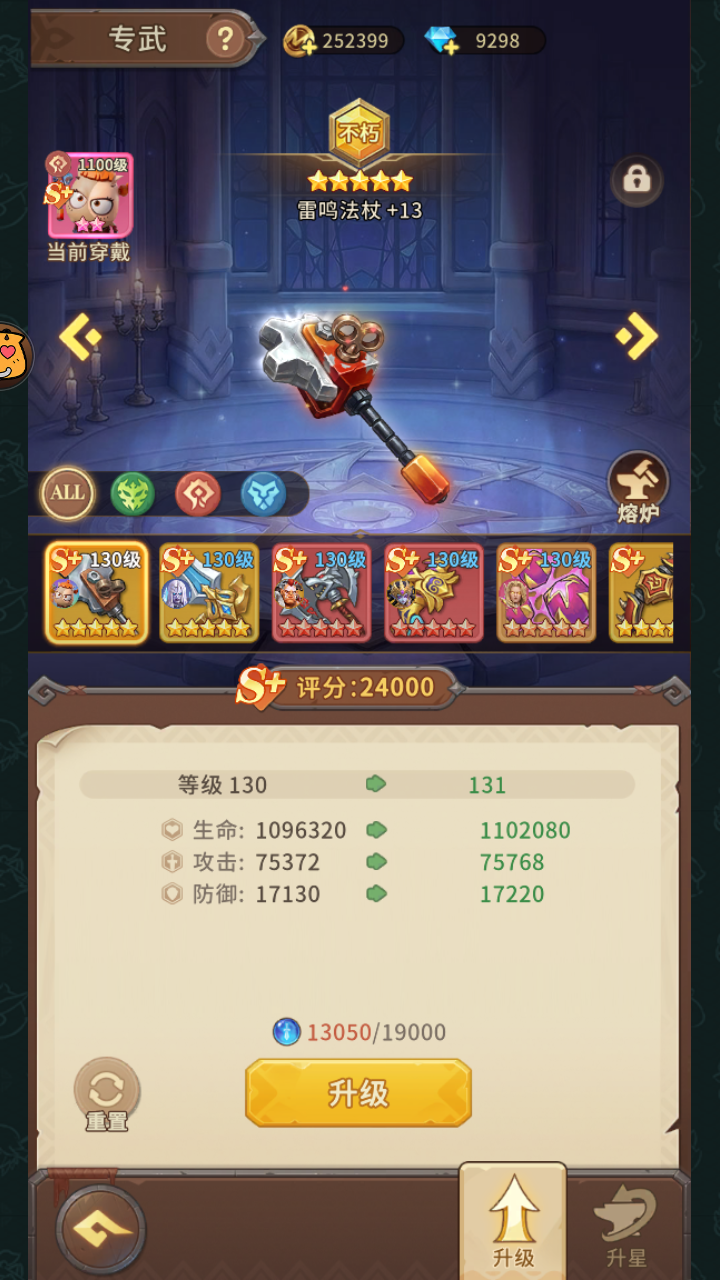 专武 ?
252399
9298
不朽
雷鸣法杖 +13
1100级
S+
当前穿戴
ALL
熔炉
S+ 130级
S+ 130级
S+ 130级
S+ 130级
S+ 130级
S+
S+ 评分:24000
等级 130 131
生命: 1096320 1102080
攻击: 75372 75768
防御: 17130 17220
13050/19000
升级
重置
升级
升星